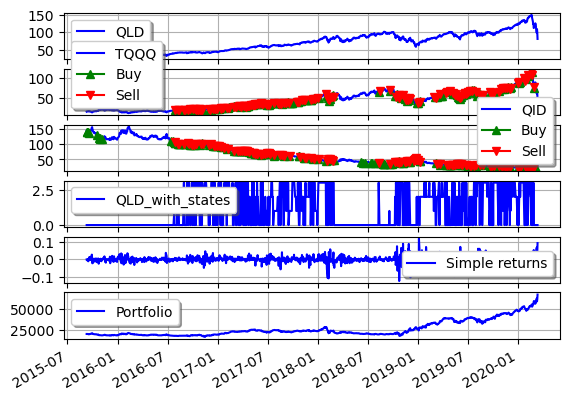 150
100
50
QLD
TQQQ
Buy
Sell
100
50
QID
Buy
Sell
150
100
50
2.5
0.0
QLD_with_states
0.1
0.0
−0.1
Simple returns
50000
25000
Portfolio
2015-07
2016-01
2016-07
2017-01
2017-07
2018-01
2018-07
2019-01
2019-07
2020-01